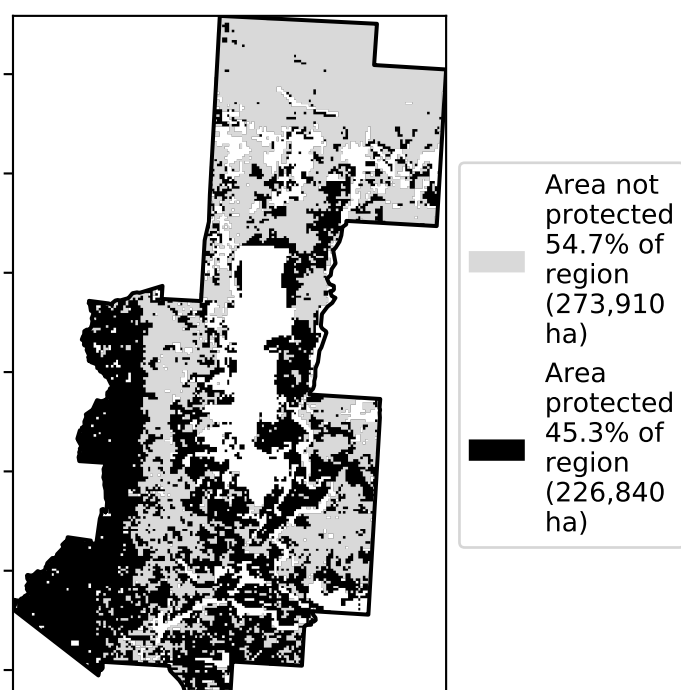 Area not
protected
54.7% of
region
(273,910
ha)
Area
protected
45.3% of
region
(226,840
ha)